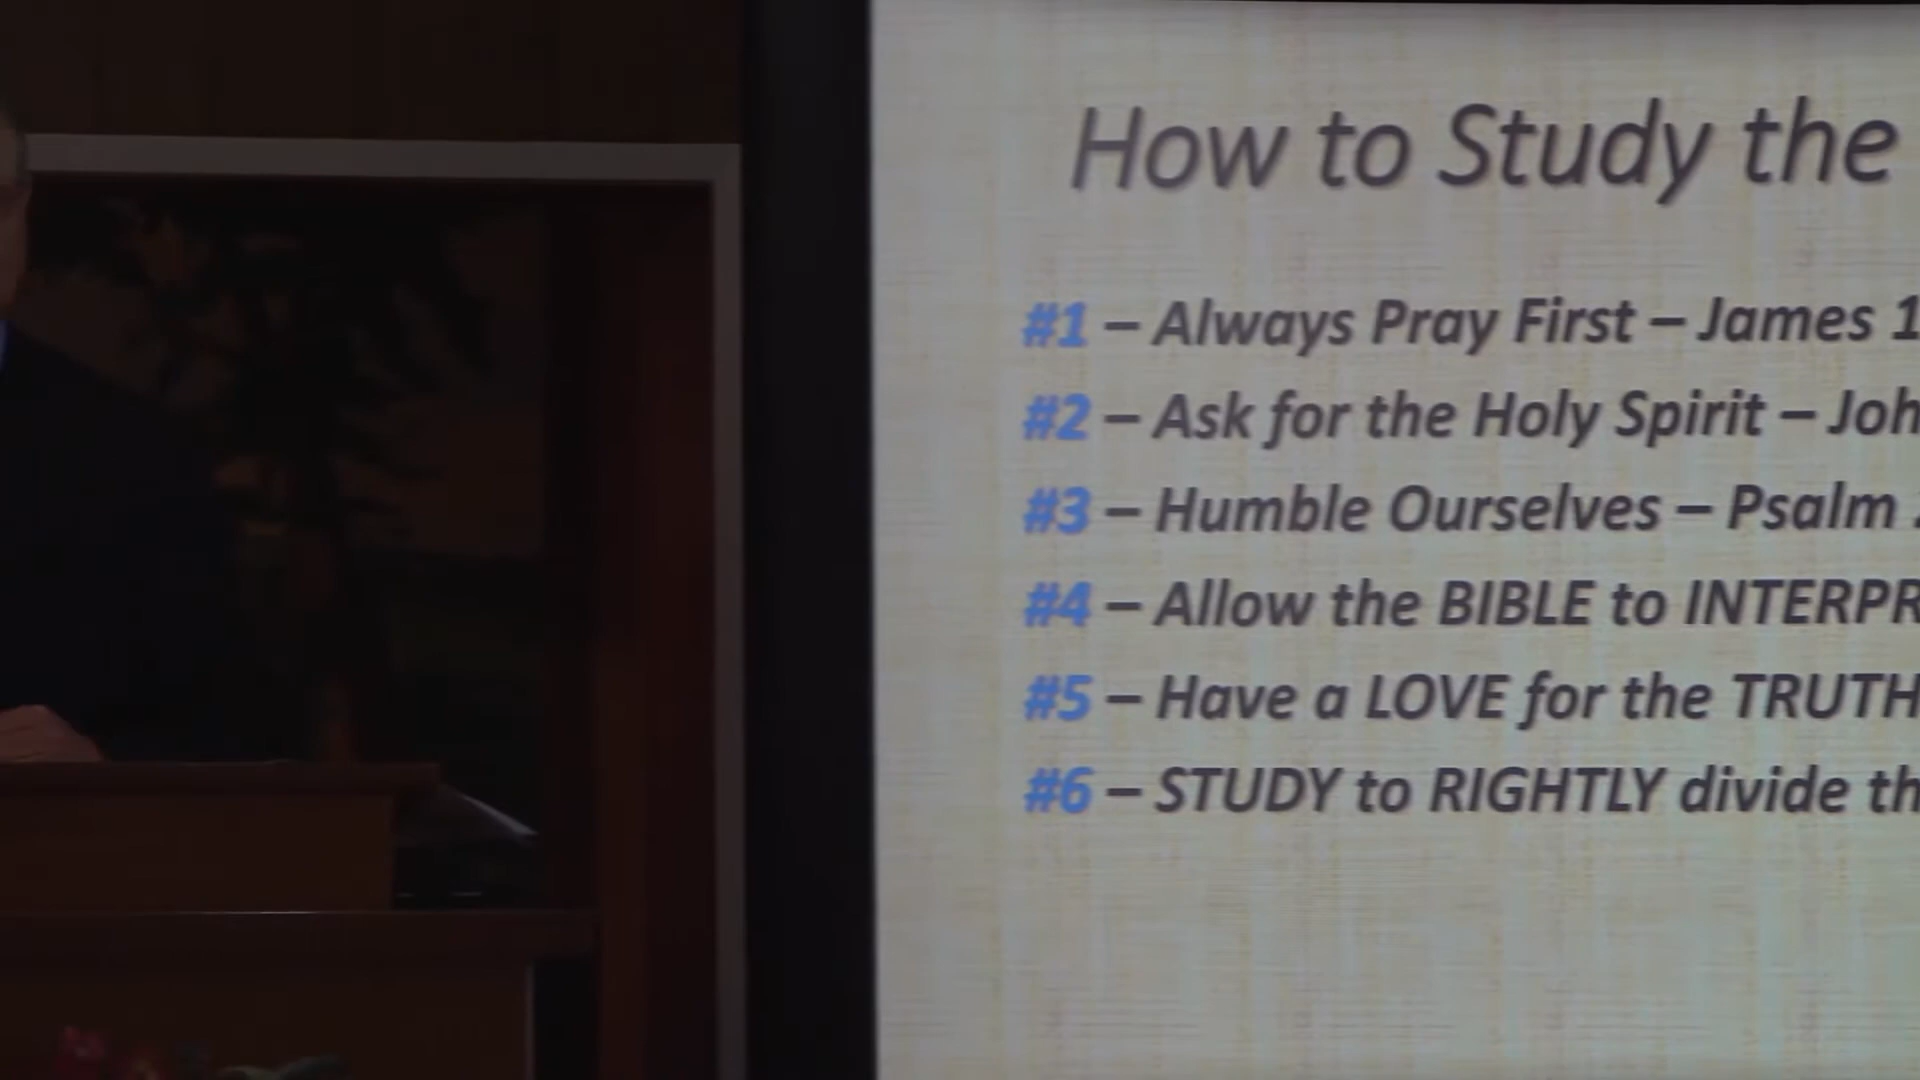 How to Study the
#1 – Always Pray First – James 1
#2 – Ask for the Holy Spirit – Joh
#3 – Humble Ourselves – Psalm
#4 – Allow the BIBLE to INTERPR
#5 – Have a LOVE for the TRUTH
#6 – STUDY to RIGHTLY divide th